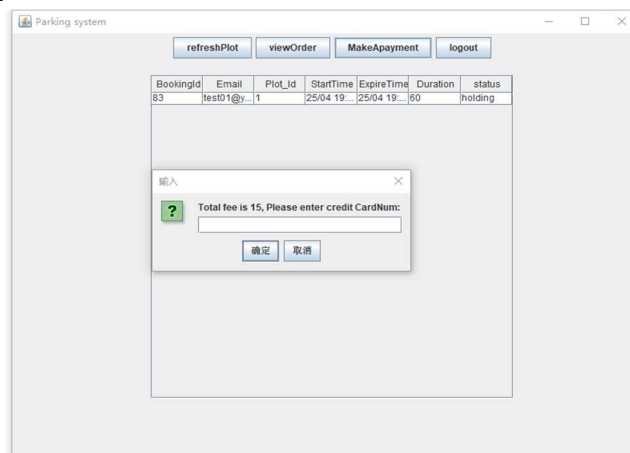 Parking system
refreshPlot viewOrder MakeApayment logout
BookingId Email Plot_Id StartTime ExpireTime Duration status
83 test01@y... 1 25/04 19:... 25/04 19:... 60 holding
输入
? Total fee is 15, Please enter credit CardNum:
确定 取消